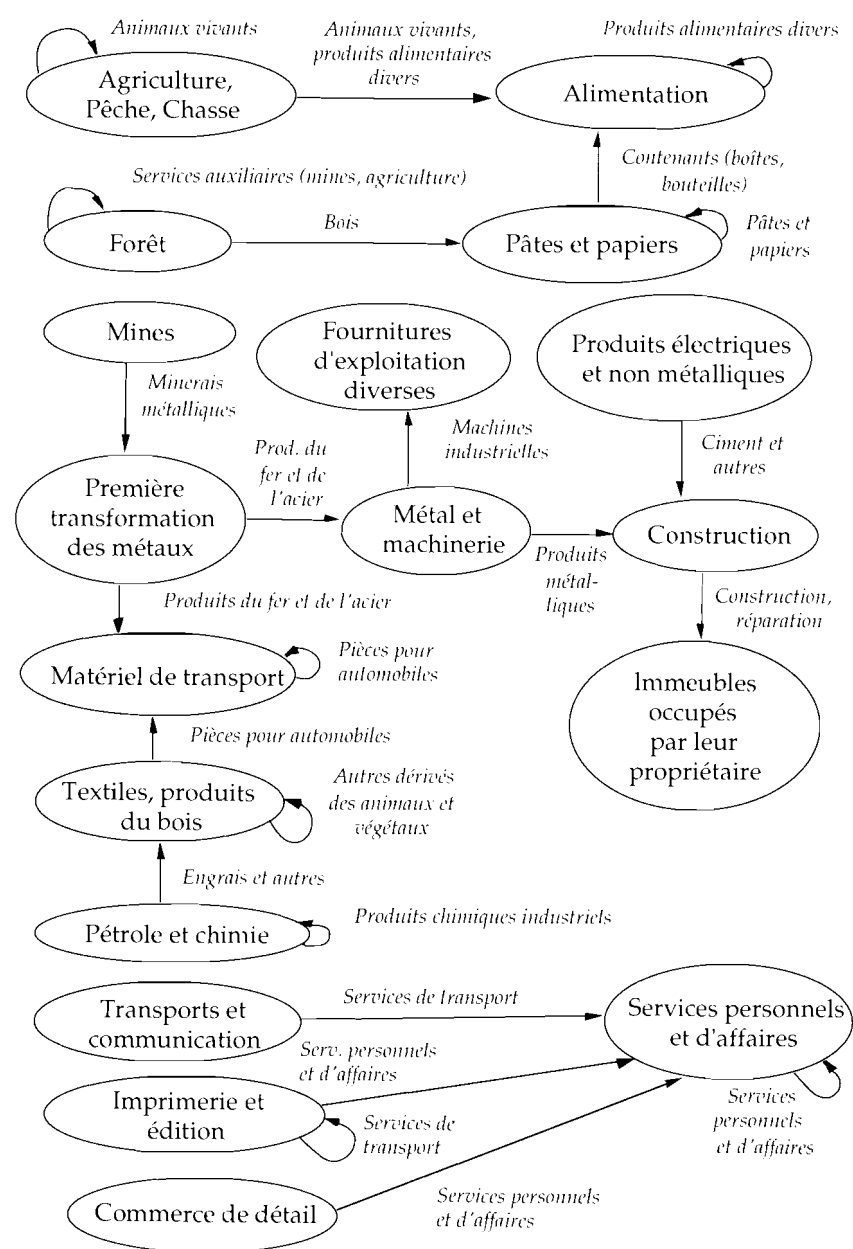 Animaux vivants
Animaux vivants,
produits alimentaires
divers
Produits alimentaires divers
Agriculture,
Pêche, Chasse
Alimentation
Contenants (boîtes,
bouteilles)
Services auxiliaires (mines, agriculture)
Forêt
Bois
Pâtes et papiers
Pâtes et
papiers
Mines
Fournitures
d'exploitation
diverses
Produits électriques
et non métalliques
Minerais
métalliques
Machines
industrielles
Ciment et
autres
Prod. du
fer et de
l'acier
Première
transformation
des métaux
Métal et
machinerie
Construction
Produits
métal-
liques
Produits du fer et de l'acier
Construction,
réparation
Matériel de transport
Pièces pour
automobiles
Immeubles
occupés
par leur
propriétaire
Pièces pour automobiles
Textiles, produits
du bois
Autres dérivés
des animaux et
végétaux
Engrais et autres
Pétrole et chimie
Produits chimiques industriels
Transports et
communication
Services de transport
Services personnels
et d'affaires
Serv. personnels
et d'affaires
Imprimerie et
édition
Services de
transport
Services
personnels
et d'affaires
Commerce de détail
Services personnels
et d'affaires